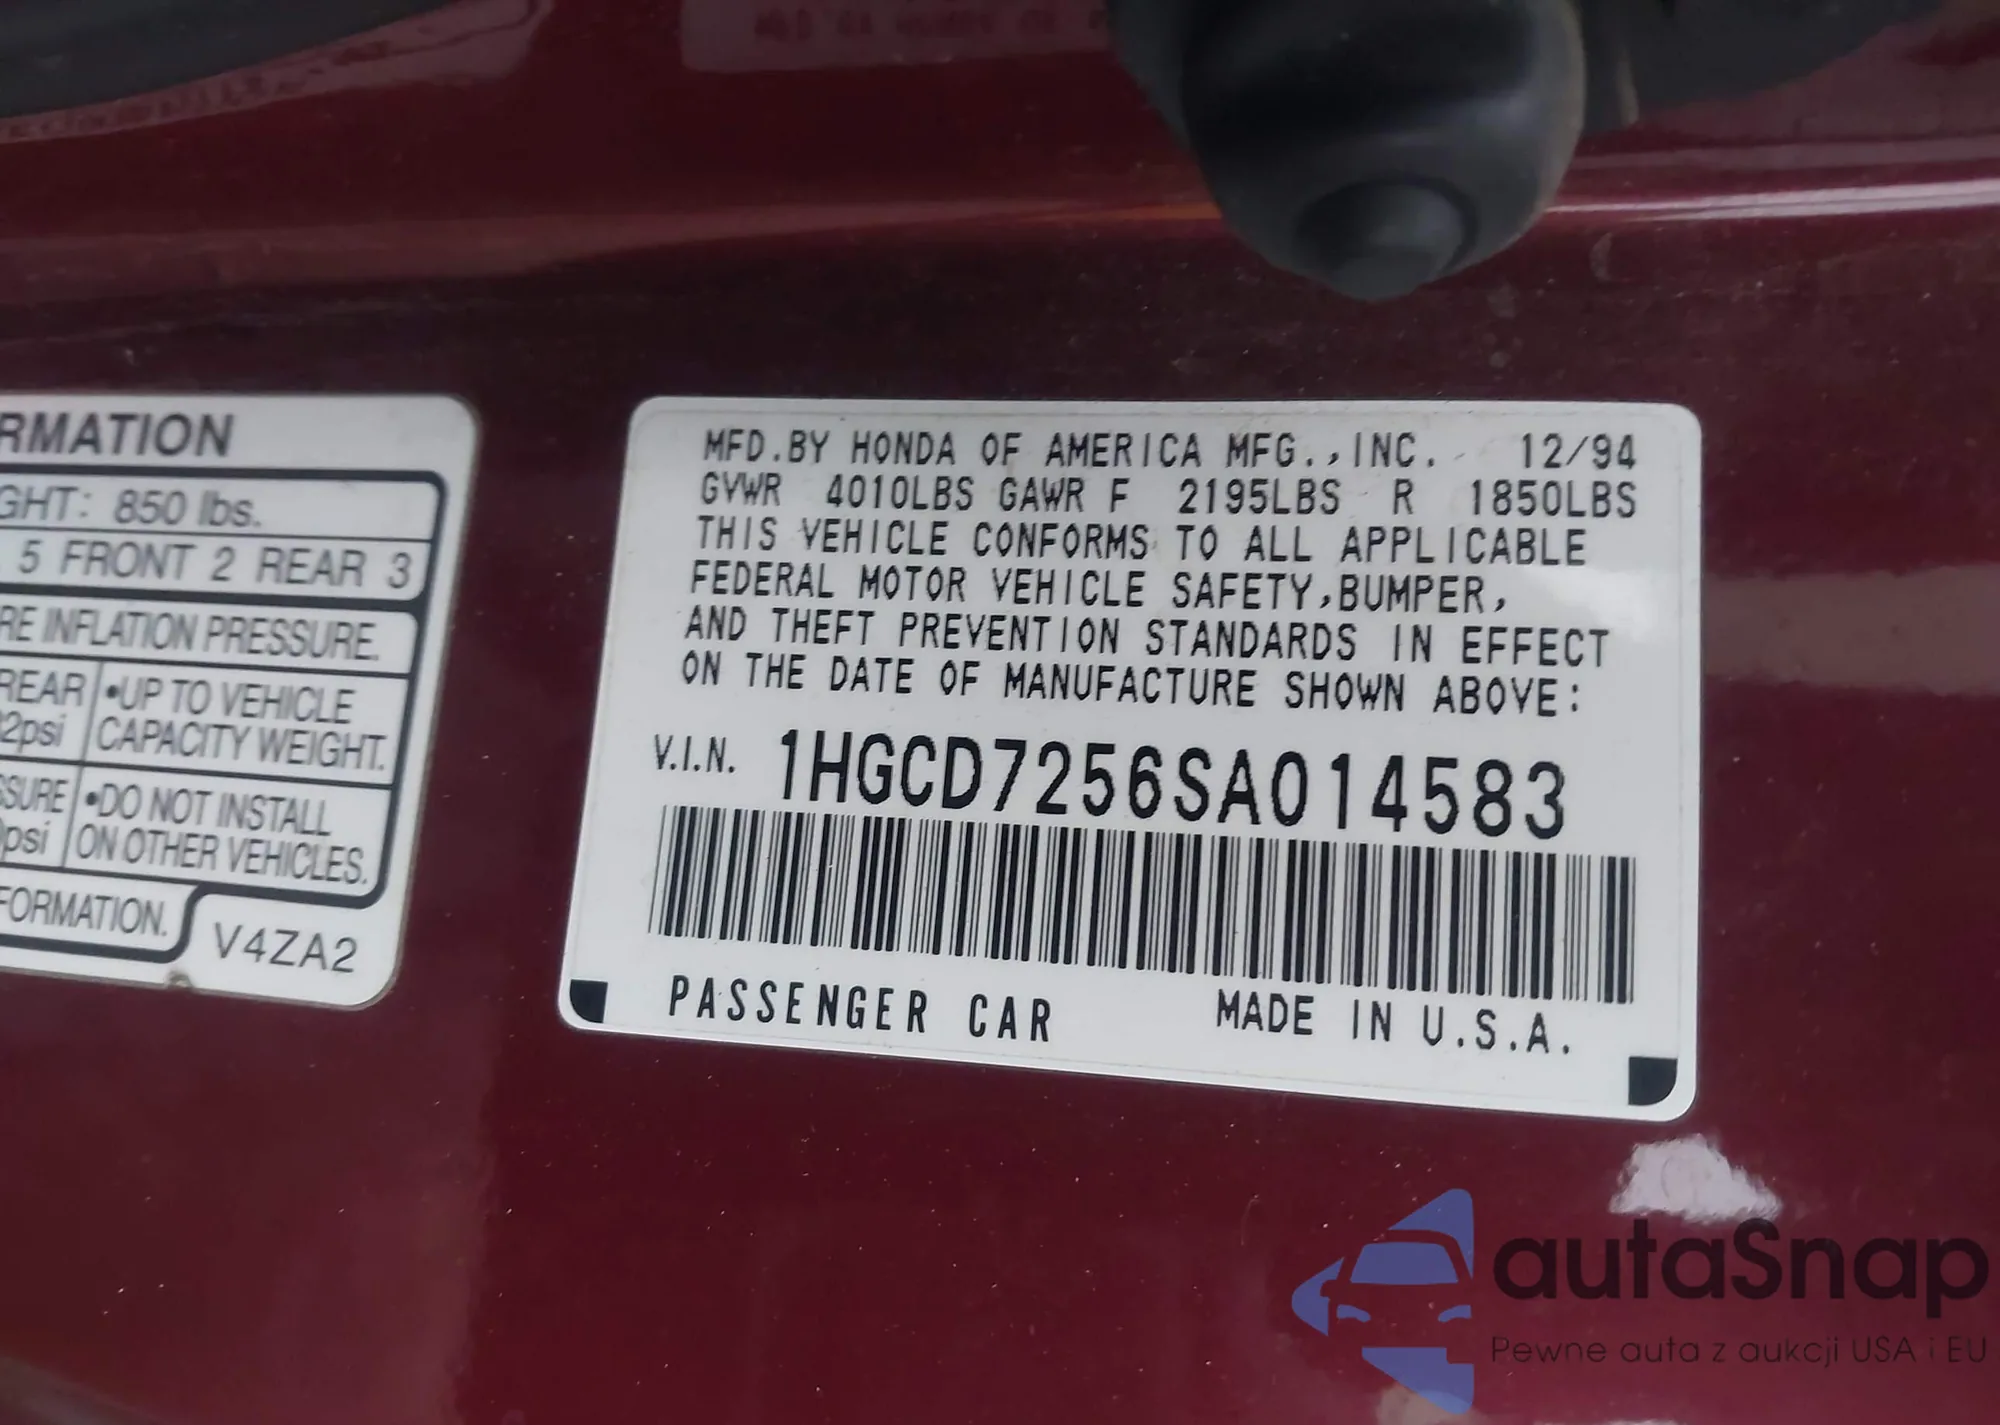 RMATION
GHT: 850 lbs.
5 FRONT 2 REAR 3
RE INFLATION PRESSURE.
REAR •UP TO VEHICLE
2psi CAPACITY WEIGHT.
SSURE •DO NOT INSTALL
psi ON OTHER VEHICLES.
FORMATION.
V4ZA2
MFD.BY HONDA OF AMERICA MFG.,INC. 12/94
GVWR 4010LBS GAWR F 2195LBS R 1850LBS
THIS VEHICLE CONFORMS TO ALL APPLICABLE
FEDERAL MOTOR VEHICLE SAFETY,BUMPER,
AND THEFT PREVENTION STANDARDS IN EFFECT
ON THE DATE OF MANUFACTURE SHOWN ABOVE:
V.I.N. 1HGCD7256SA014583
PASSENGER CAR MADE IN U.S.A.
autaSnap
Pewne auta z aukcji USA i EU